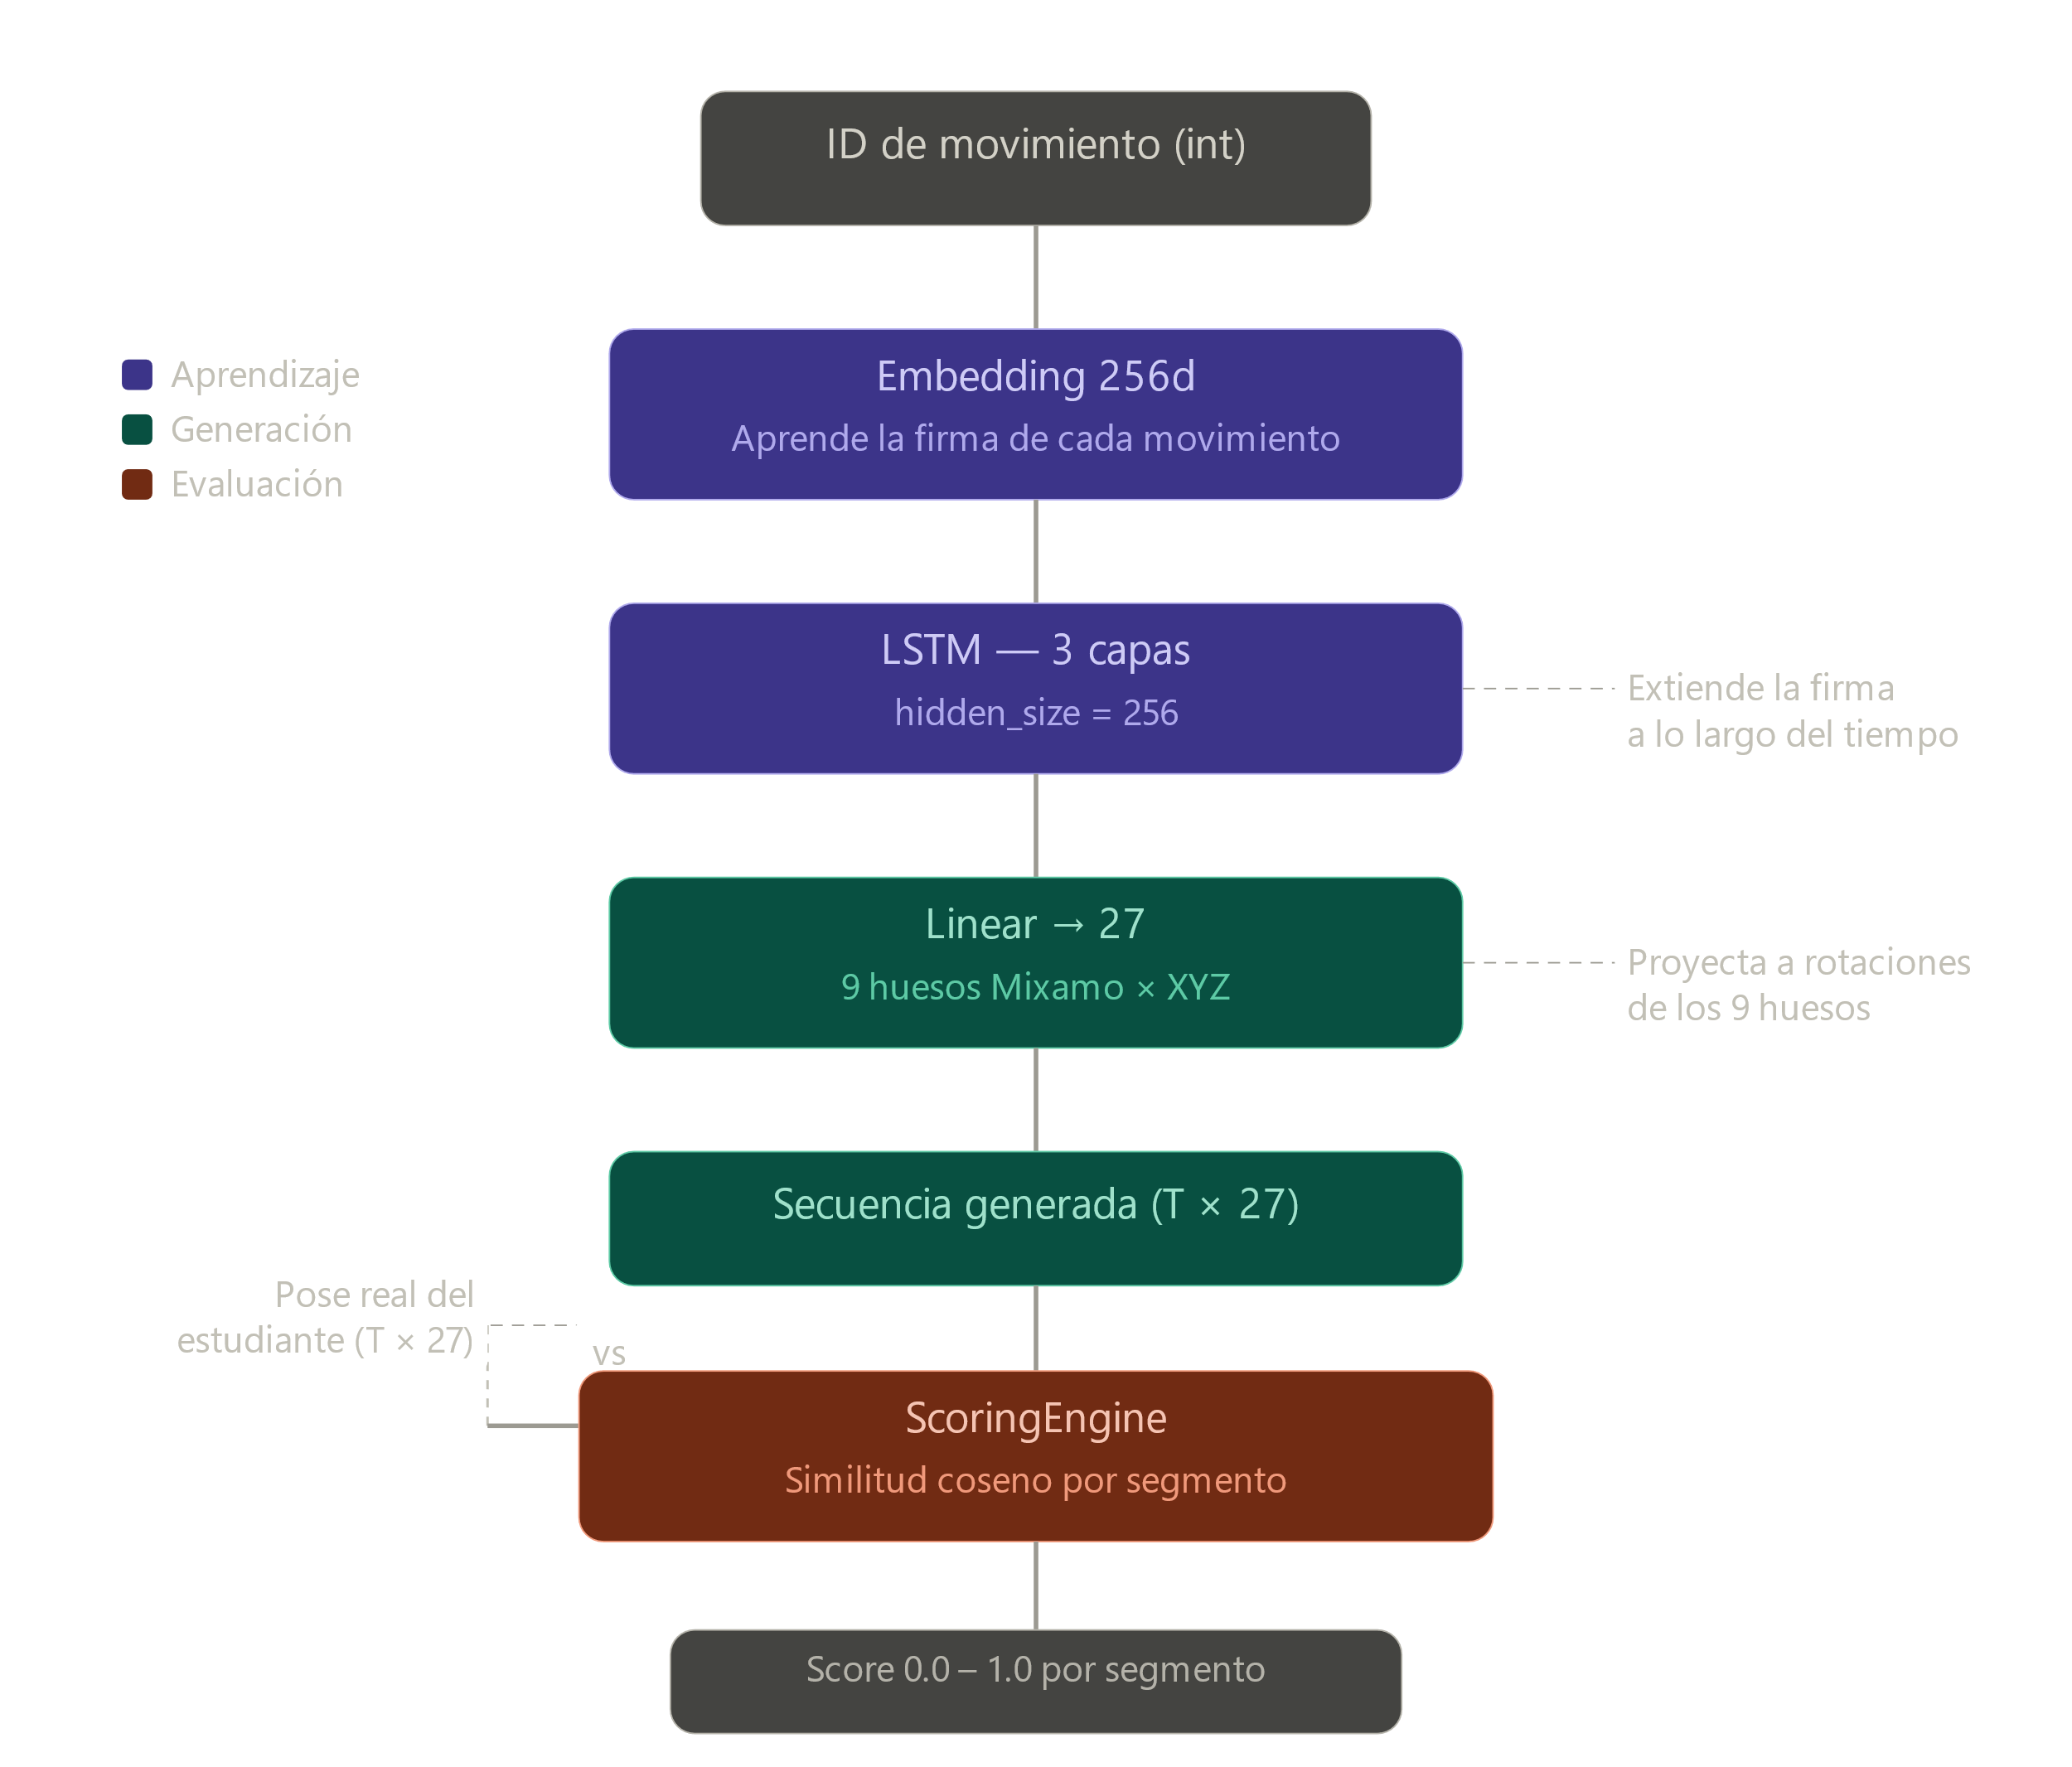 ID de movimiento (int)
Aprendizaje
Generación
Evaluación
Embedding 256d
Aprende la firma de cada movimiento
LSTM — 3 capas
hidden_size = 256
Extiende la firma
a lo largo del tiempo
Linear → 27
9 huesos Mixamo × XYZ
Proyecta a rotaciones
de los 9 huesos
Secuencia generada (T × 27)
Pose real del
estudiante (T × 27)
vs
ScoringEngine
Similitud coseno por segmento
Score 0.0 – 1.0 por segmento